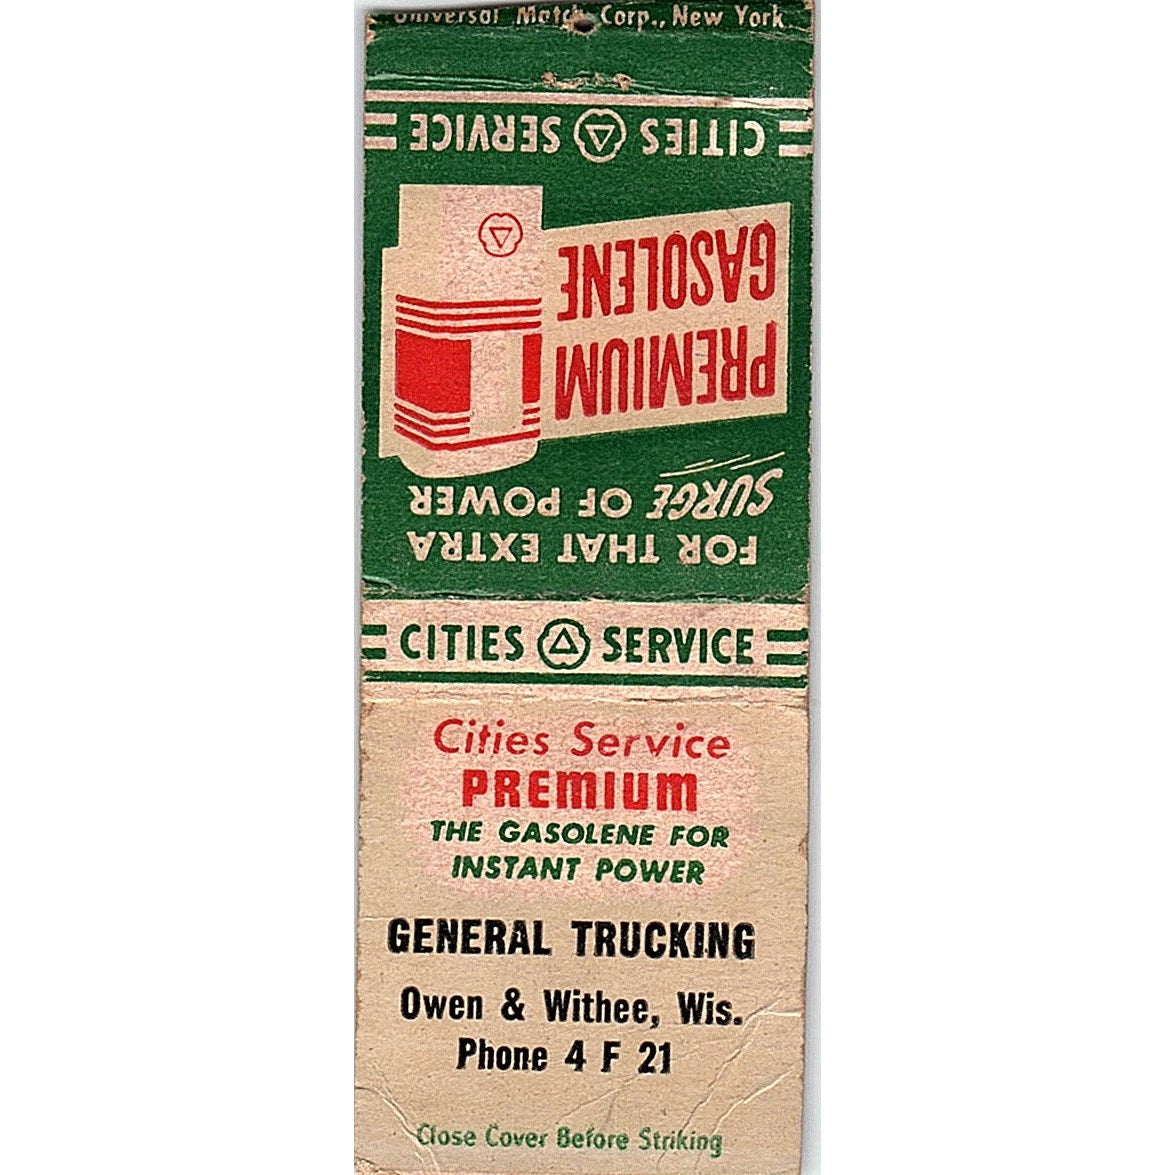 Universal Match Corp., New York
FOR THAT EXTRA
SURGE OF POWER
PREMIUM
GASOLENE
CITIES SERVICE
CITIES SERVICE
Cities Service
PREMIUM
THE GASOLENE FOR
INSTANT POWER
GENERAL TRUCKING
Owen & Withee, Wis.
Phone 4 F 21
Close Cover Before Striking